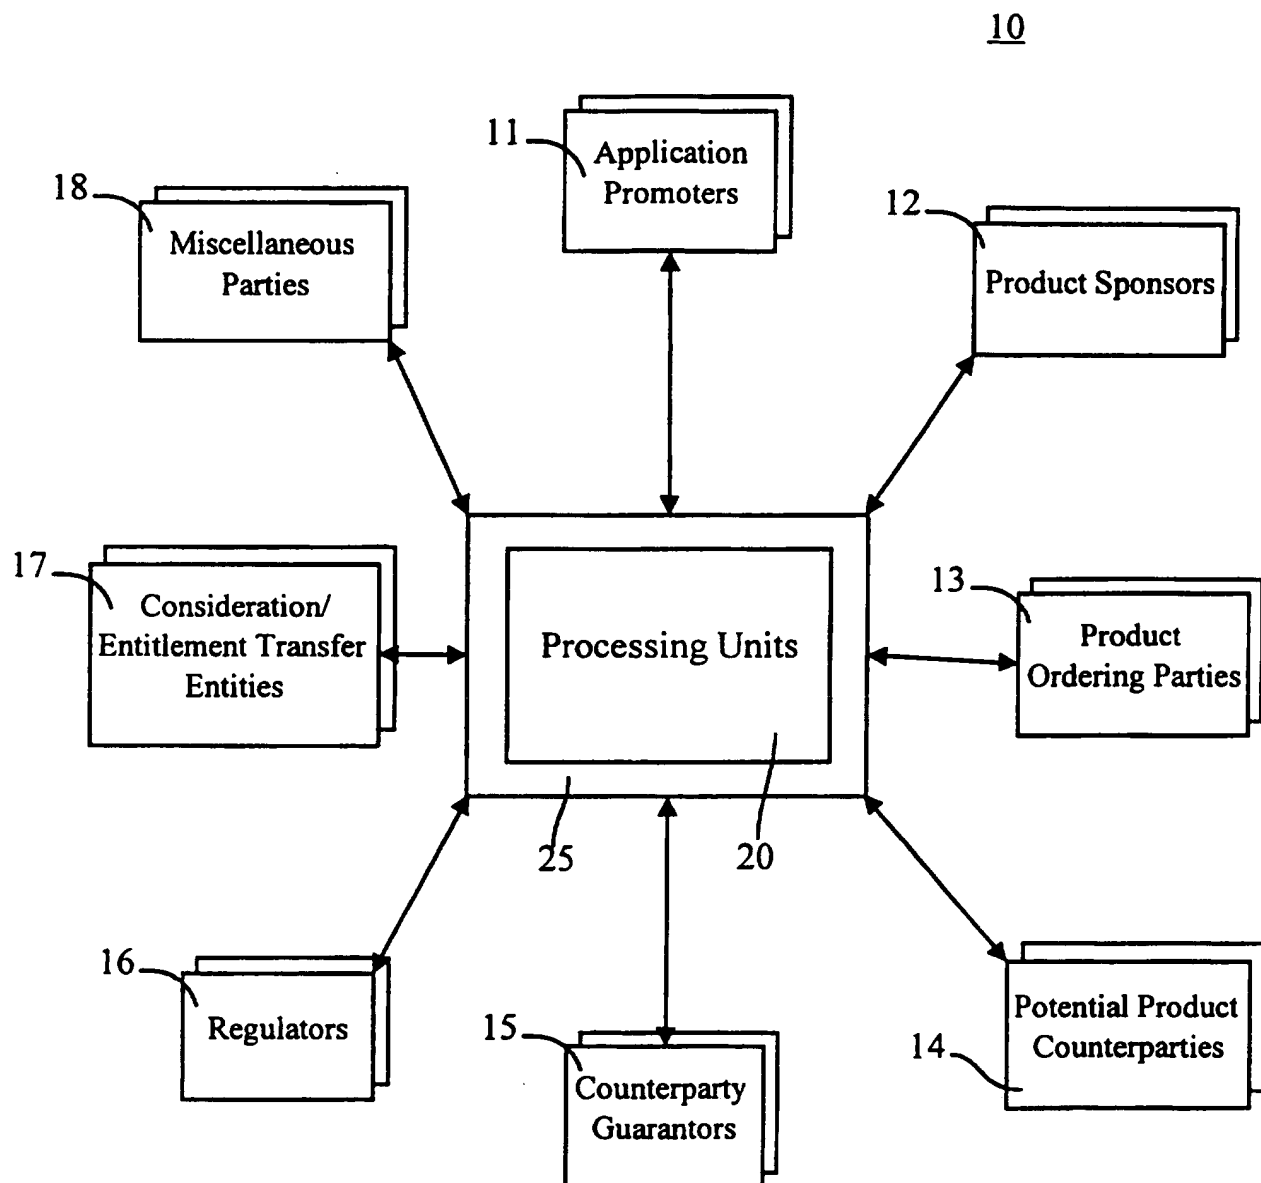 10
11
Application
Promoters
18
Miscellaneous
Parties
12
Product Sponsors
17
Consideration/
Entitlement Transfer
Entities
Processing Units
13
Product
Ordering Parties
25
20
16
Regulators
15
Counterparty
Guarantors
14
Potential Product
Counterparties